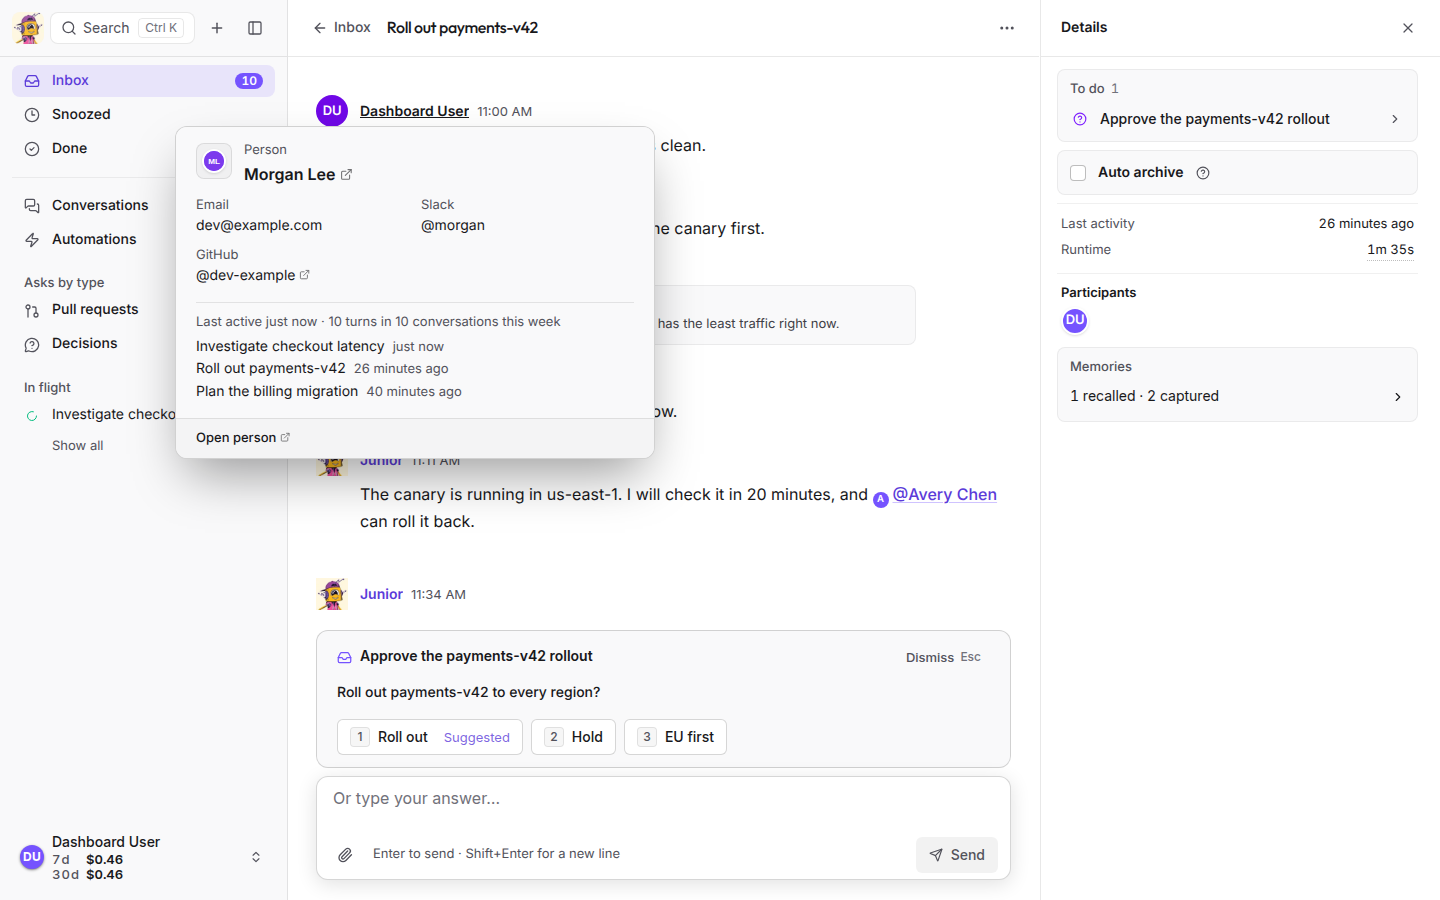 Search Ctrl K
Inbox 10
Snoozed
Done
Conversations
Automations
Asks by type
Pull requests
Decisions
In flight
Investigate checko
Show all
DU Dashboard User
7d $0.46
30d $0.46
Inbox Roll out payments-v42
DU Dashboard User 11:00 AM
clean.
he canary first.
has the least traffic right now.
ow.
ML Person
Morgan Lee
Email
dev@example.com
Slack
@morgan
GitHub
@dev-example
Last active just now · 10 turns in 10 conversations this week
Investigate checkout latency just now
Roll out payments-v42 26 minutes ago
Plan the billing migration 40 minutes ago
Open person
Junior 11:11 AM
The canary is running in us-east-1. I will check it in 20 minutes, and A @Avery Chen
can roll it back.
Junior 11:34 AM
Approve the payments-v42 rollout Dismiss Esc
Roll out payments-v42 to every region?
1 Roll out Suggested 2 Hold 3 EU first
Or type your answer...
Enter to send · Shift+Enter for a new line Send
Details
To do 1
Approve the payments-v42 rollout
Auto archive
Last activity 26 minutes ago
Runtime 1m 35s
Participants
DU
Memories
1 recalled · 2 captured